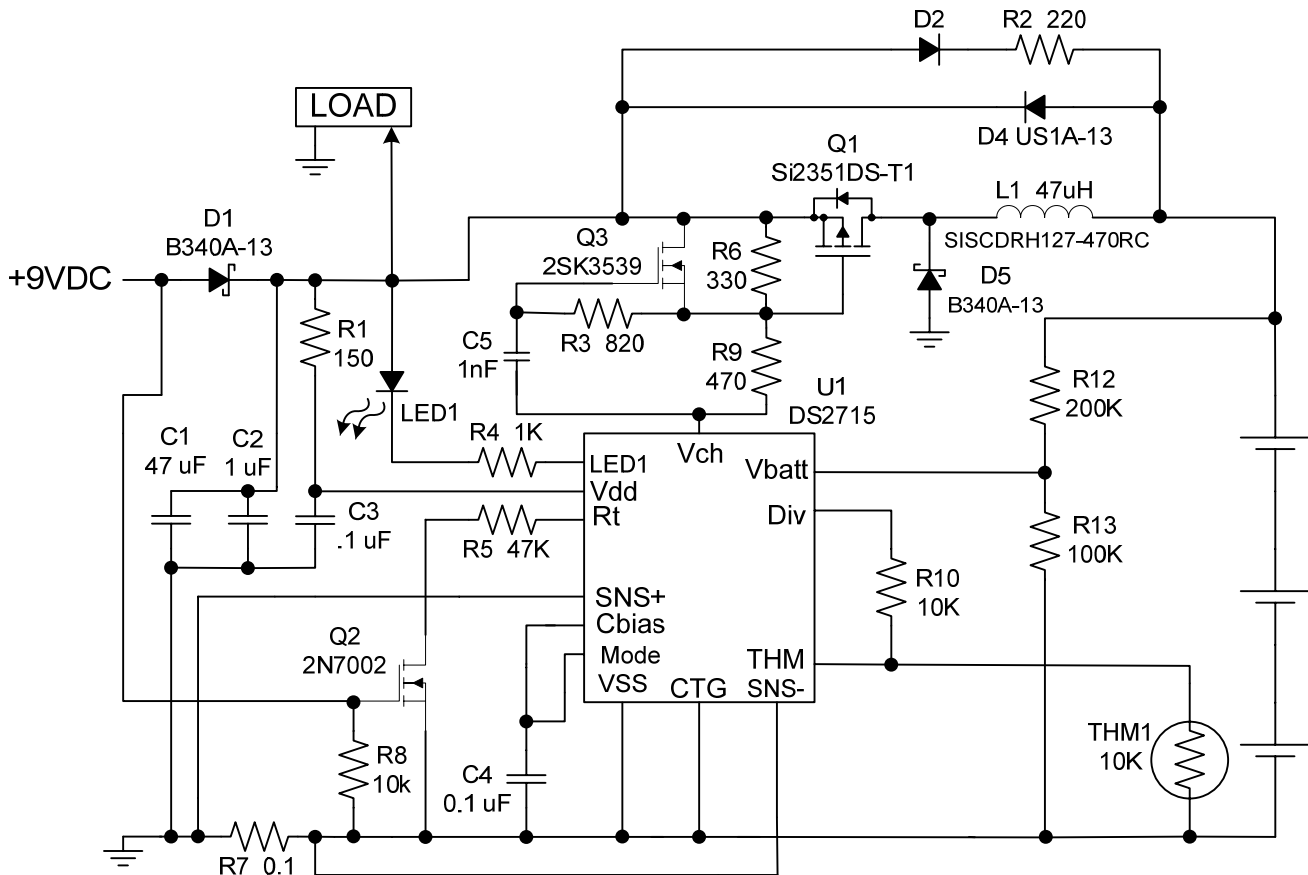 D2
R2 220
LOAD
D4 US1A-13
Q1
Si2351DS-T1
D1
B340A-13
L1 47uH
SISCDRH127-470RC
Q3
2SK3539
R6
330
+9VDC
D5
B340A-13
R1
150
R3 820
C5
1nF
R9
470
R12
200K
LED1
U1
DS2715
C1
47 uF
C2
1 uF
R4 1K
LED1
Vch
Vbatt
Vdd
C3
.1 uF
Rt
R5 47K
Div
R13
100K
R10
10K
SNS+
Cbias
Q2
2N7002
Mode
THM
VSS
CTG
SNS-
R8
10k
C4
0.1 uF
THM1
10K
R7 0.1